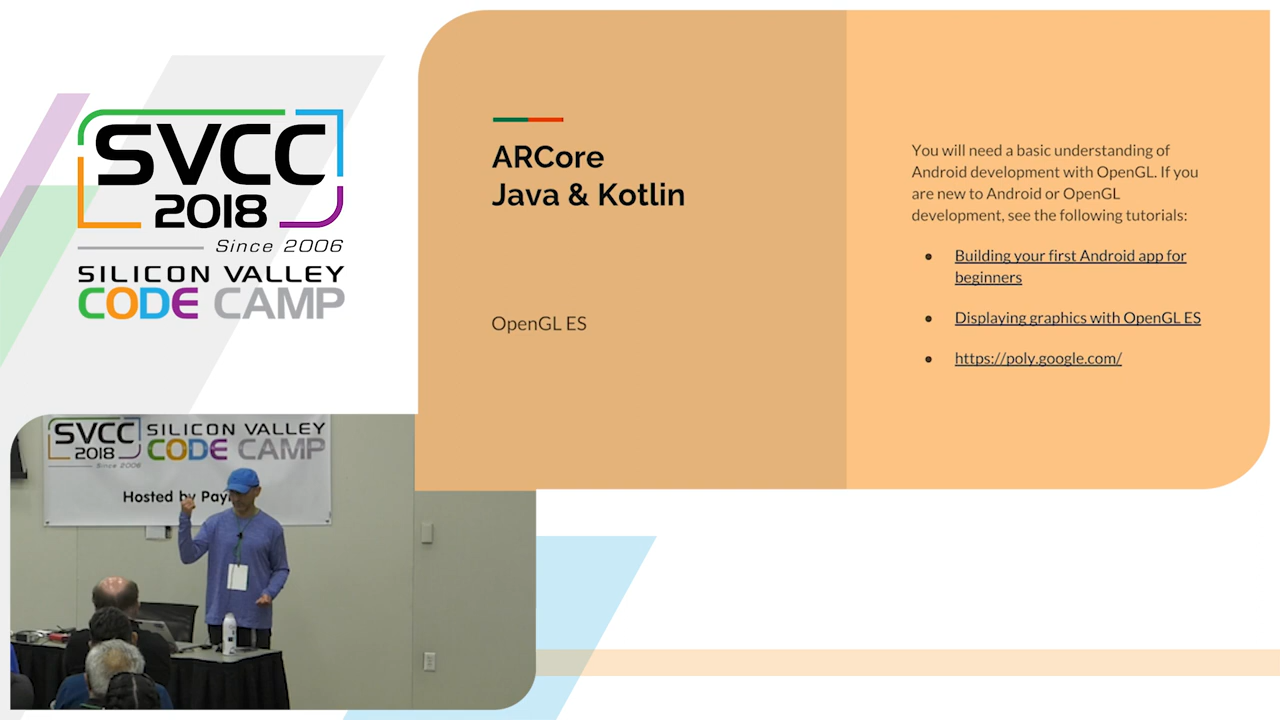 SVCC
2018
Since 2006
SILICON VALLEY
CODE CAMP
ARCore
Java & Kotlin
OpenGL ES
You will need a basic understanding of
Android development with OpenGL. If you
are new to Android or OpenGL
development, see the following tutorials:
Building your first Android app for
beginners
Displaying graphics with OpenGL ES
https://poly.google.com/
SVCC
2018
Since 2006
SILICON VALLEY
CODE CAMP
Hosted by